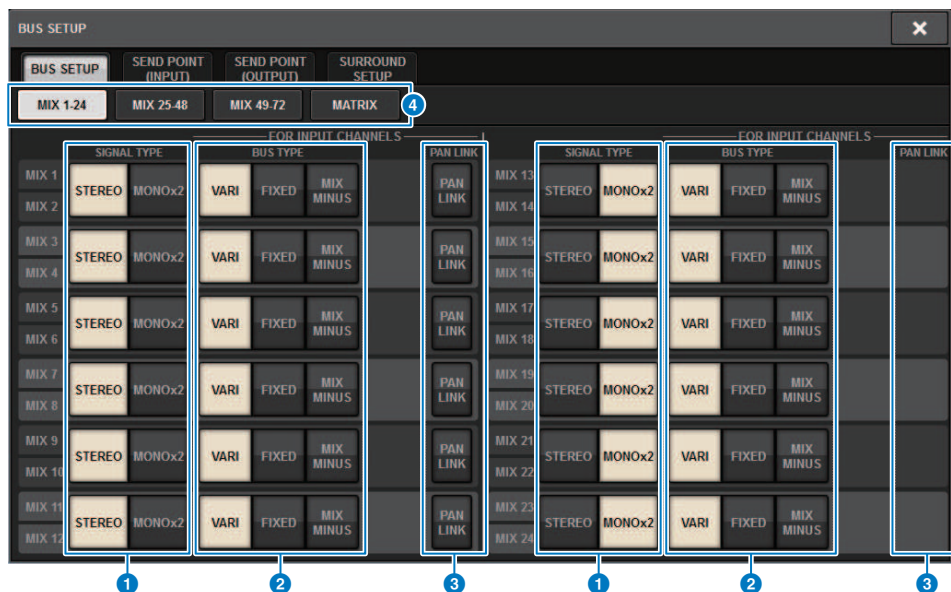 BUS SETUP
BUS SETUP
SEND POINT
(INPUT)
SEND POINT
(OUTPUT)
SURROUND
SETUP
MIX 1-24
MIX 25-48
MIX 49-72
MATRIX
4
FOR INPUT CHANNELS
SIGNAL TYPE
BUS TYPE
PAN LINK
MIX 1
MIX 2
STEREO
MONOx2
VARI
FIXED
MIX
MINUS
PAN
LINK
MIX 3
MIX 4
STEREO
MONOx2
VARI
FIXED
MIX
MINUS
PAN
LINK
MIX 5
MIX 6
STEREO
MONOx2
VARI
FIXED
MIX
MINUS
PAN
LINK
MIX 7
MIX 8
STEREO
MONOx2
VARI
FIXED
MIX
MINUS
PAN
LINK
MIX 9
MIX 10
STEREO
MONOx2
VARI
FIXED
MIX
MINUS
PAN
LINK
MIX 11
MIX 12
STEREO
MONOx2
VARI
FIXED
MIX
MINUS
PAN
LINK
FOR INPUT CHANNELS
SIGNAL TYPE
BUS TYPE
PAN LINK
MIX 13
MIX 14
STEREO
MONOx2
VARI
FIXED
MIX
MINUS
MIX 15
MIX 16
STEREO
MONOx2
VARI
FIXED
MIX
MINUS
MIX 17
MIX 18
STEREO
MONOx2
VARI
FIXED
MIX
MINUS
MIX 19
MIX 20
STEREO
MONOx2
VARI
FIXED
MIX
MINUS
MIX 21
MIX 22
STEREO
MONOx2
VARI
FIXED
MIX
MINUS
MIX 23
MIX 24
STEREO
MONOx2
VARI
FIXED
MIX
MINUS
1
2
3
1
2
3